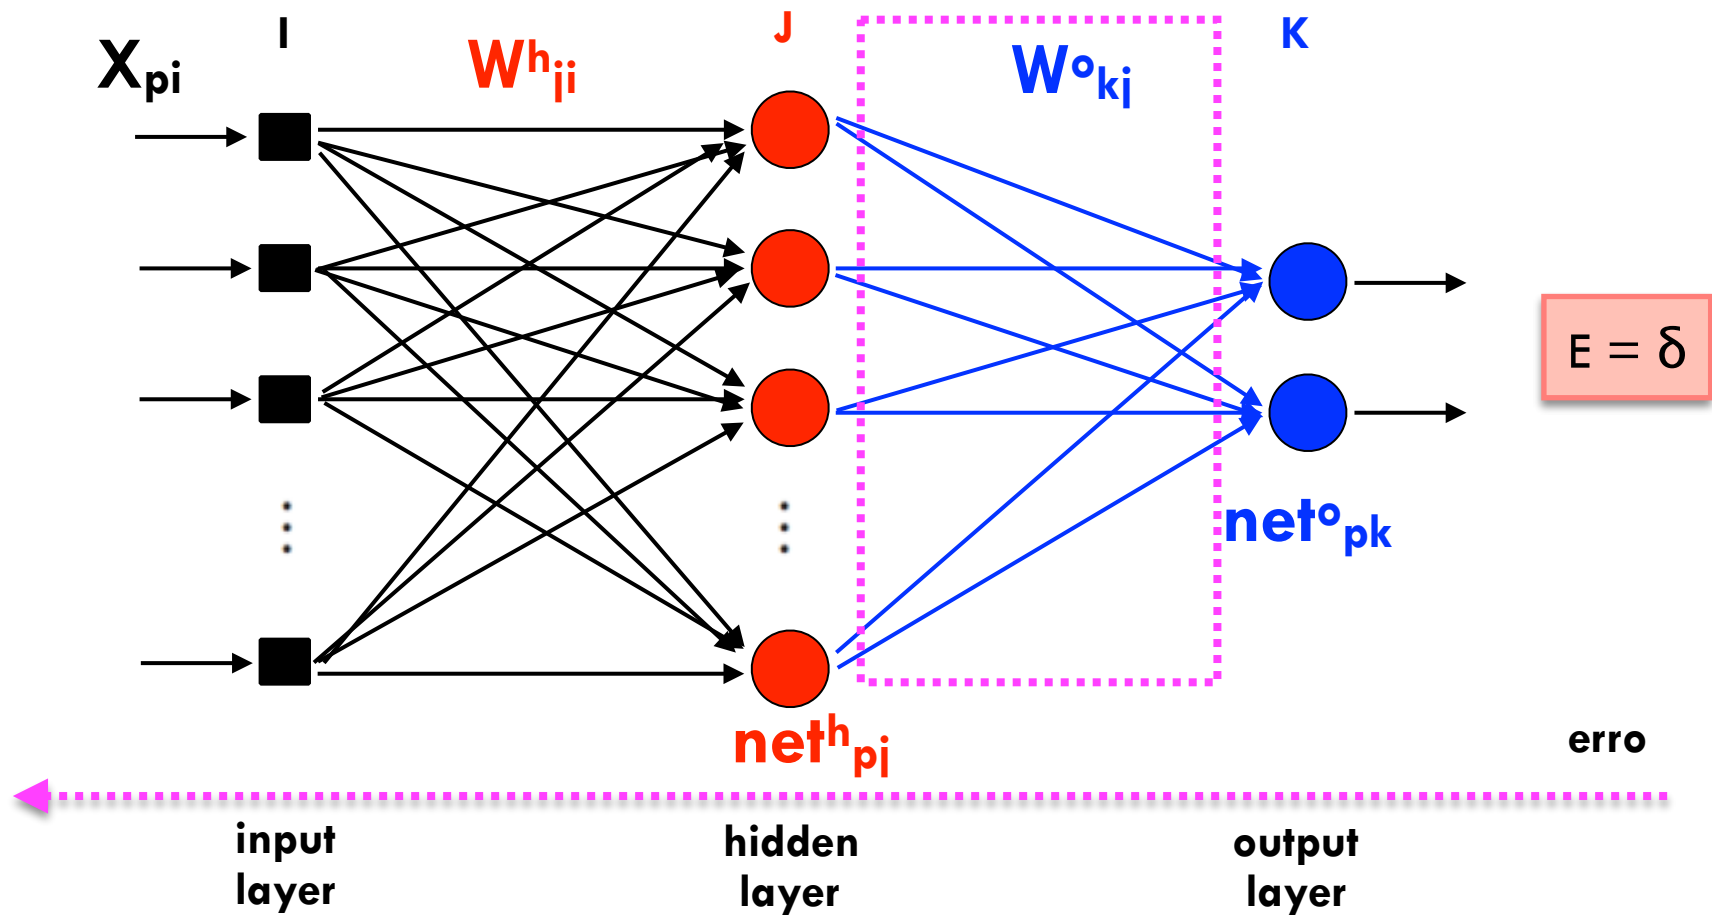 I
J
K
Xpi
Whji
Wokj
E = δ
netopk
nethpj
erro
input
layer
hidden
layer
output
layer